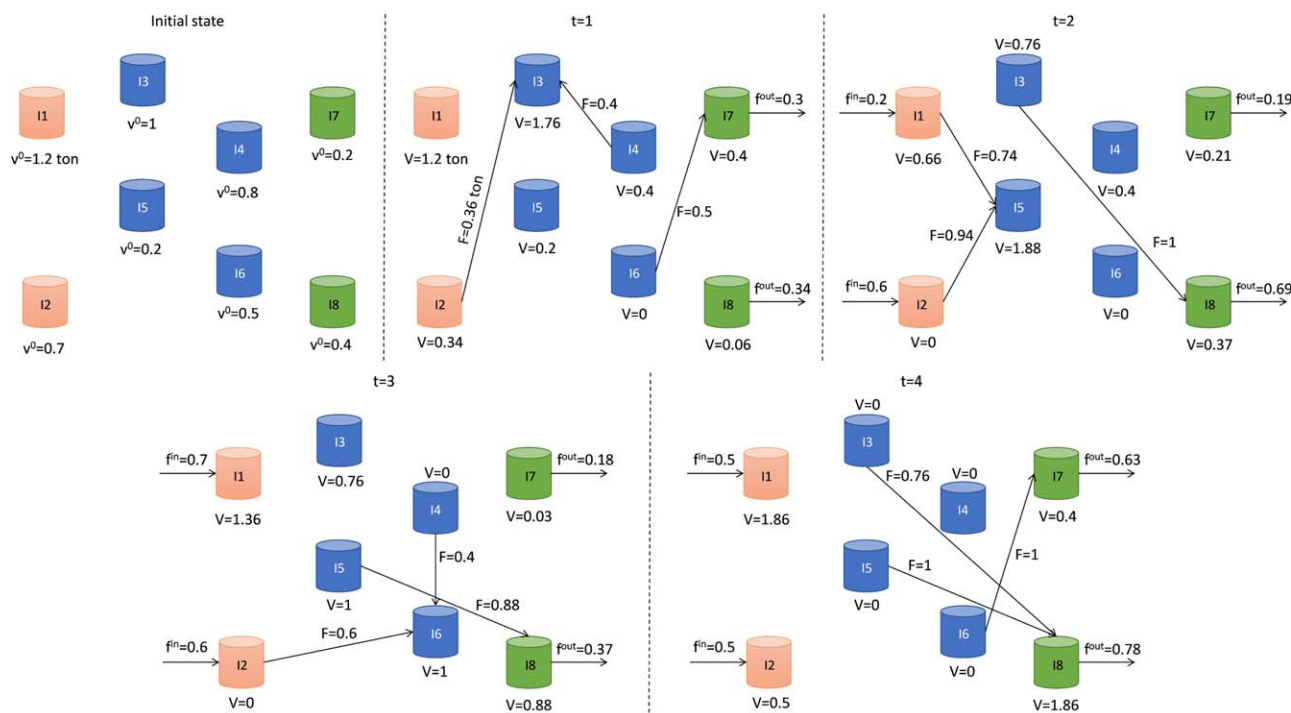 Initial state
t=1
t=2
I3
v⁰=1
I1
v⁰=1.2 ton
I7
v⁰=0.2
I4
v⁰=0.8
I5
v⁰=0.2
I6
v⁰=0.5
I2
v⁰=0.7
I8
v⁰=0.4
I3
V=1.76
F=0.4
I1
V=1.2 ton
I7
fᵒᵘᵗ=0.3
V=0.4
I4
V=0.4
F=0.36 ton
I5
V=0.2
F=0.5
I6
V=0
I2
V=0.34
I8
fᵒᵘᵗ=0.34
V=0.06
V=0.76
I3
fⁱⁿ=0.2
I1
V=0.66
I7
fᵒᵘᵗ=0.19
V=0.21
I4
V=0.4
F=0.74
I5
V=1.88
F=0.94
F=1
I6
V=0
fⁱⁿ=0.6
I2
V=0
I8
fᵒᵘᵗ=0.69
V=0.37
t=3
t=4
I3
V=0.76
fⁱⁿ=0.7
I1
V=1.36
V=0
I4
I7
fᵒᵘᵗ=0.18
V=0.03
F=0.4
I5
V=1
F=0.88
F=0.6
I6
V=1
fⁱⁿ=0.6
I2
V=0
I8
fᵒᵘᵗ=0.37
V=0.88
V=0
I3
fⁱⁿ=0.5
I1
V=1.86
F=0.76
V=0
I4
I7
fᵒᵘᵗ=0.63
V=0.4
I5
V=0
F=1
F=1
I6
V=0
fⁱⁿ=0.5
I2
V=0.5
I8
fᵒᵘᵗ=0.78
V=1.86